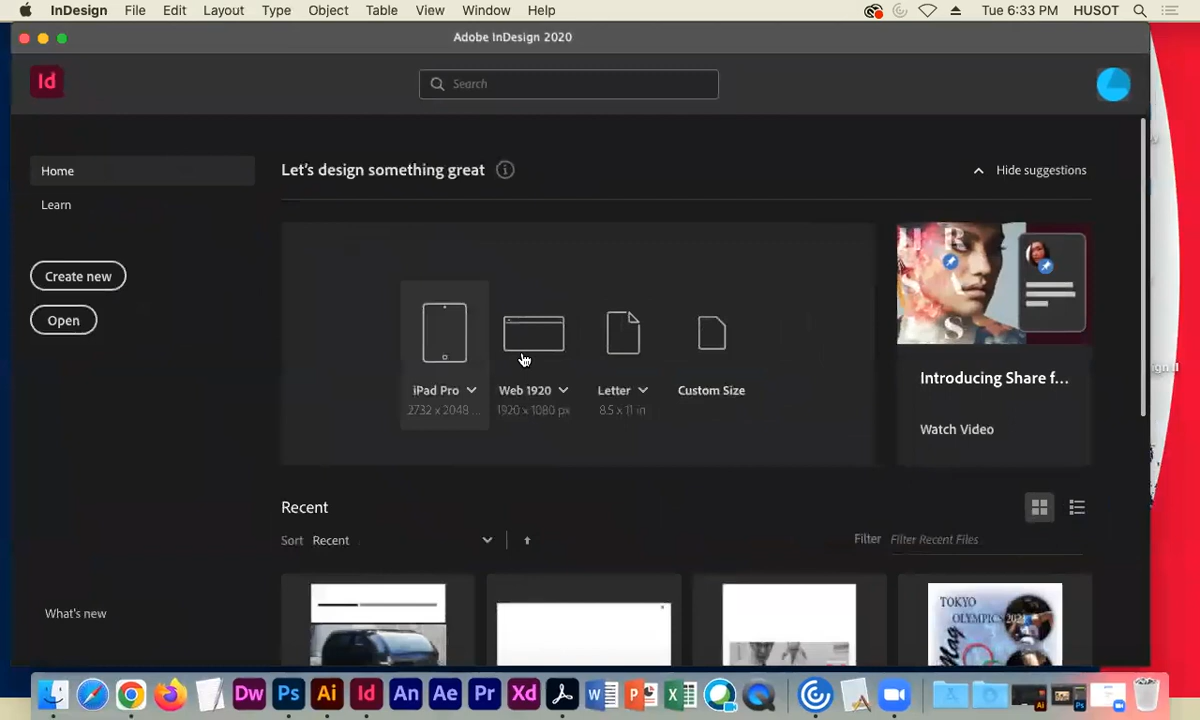 InDesign File Edit Layout Type Object Table View Window Help Tue 6:33 PM HUSOT
Adobe InDesign 2020
Id
Search
Home
Learn
Create new
Open
What's new
Let's design something great
Hide suggestions
iPad Pro
2732 x 2048 ...
Web 1920
1920 x 1080 px
Letter
8.5 x 11 in
Custom Size
Introducing Share f...
Watch Video
Recent
Sort Recent
Filter Filter Recent Files
TOKYO
OLYMPICS 2021
Mag
Dw Ps Ai Id An Ae Pr Xd W P X